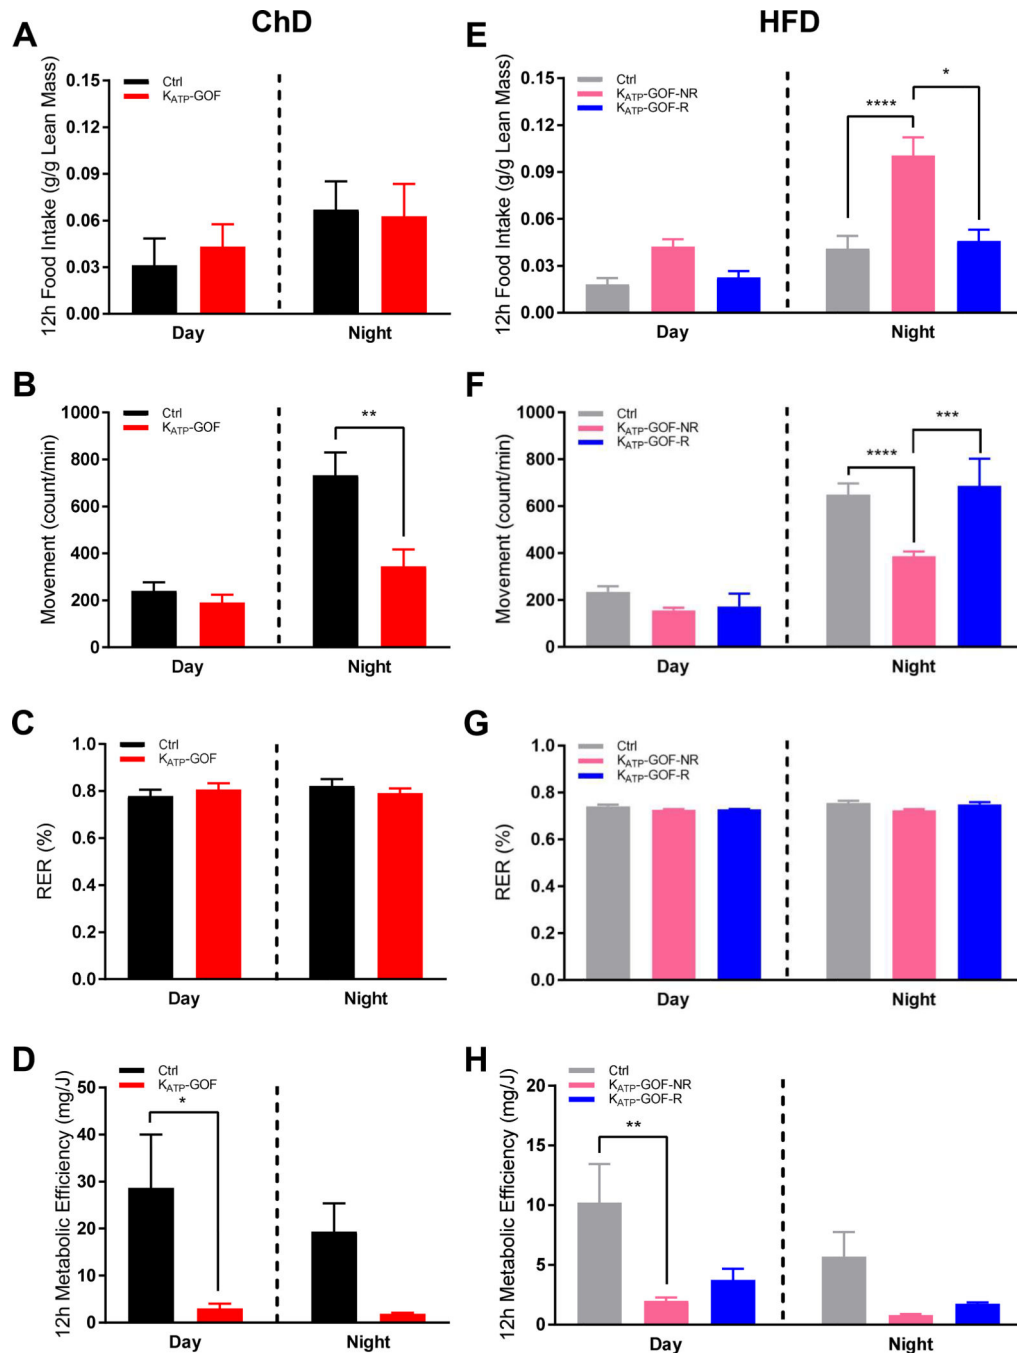 ChD
HFD
A
12h Food Intake (g/g Lean Mass)
0.15
0.12
0.09
0.06
0.03
0.00
Ctrl
KATP-GOF
Day
Night
E
12h Food Intake (g/g Lean Mass)
0.15
0.12
0.09
0.06
0.03
0.00
Ctrl
KATP-GOF-NR
KATP-GOF-R
****
*
Day
Night
B
Movement (count/min)
1000
800
600
400
200
0
Ctrl
KATP-GOF
**
Day
Night
F
Movement (count/min)
1000
800
600
400
200
0
Ctrl
KATP-GOF-NR
KATP-GOF-R
****
***
Day
Night
C
RER (%)
1.0
0.8
0.6
0.4
0.2
0.0
Ctrl
KATP-GOF
Day
Night
G
RER (%)
1.0
0.8
0.6
0.4
0.2
0.0
Ctrl
KATP-GOF-NR
KATP-GOF-R
Day
Night
D
12h Metabolic Efficiency (mg/J)
50
40
30
20
10
0
Ctrl
KATP-GOF
*
Day
Night
H
12h Metabolic Efficiency (mg/J)
20
15
10
5
0
Ctrl
KATP-GOF-NR
KATP-GOF-R
**
Day
Night